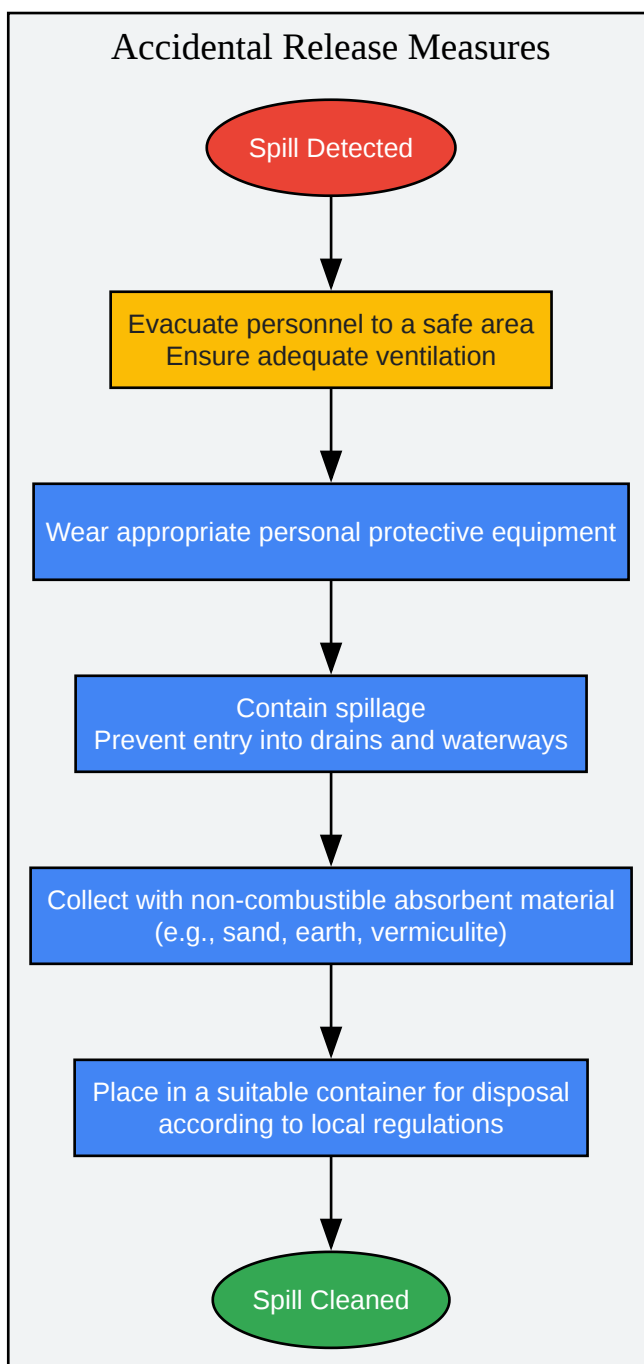 Accidental Release Measures
Spill Detected
Evacuate personnel to a safe area
Ensure adequate ventilation
Wear appropriate personal protective equipment
Contain spillage
Prevent entry into drains and waterways
Collect with non-combustible absorbent material
(e.g., sand, earth, vermiculite)
Place in a suitable container for disposal
according to local regulations
Spill Cleaned